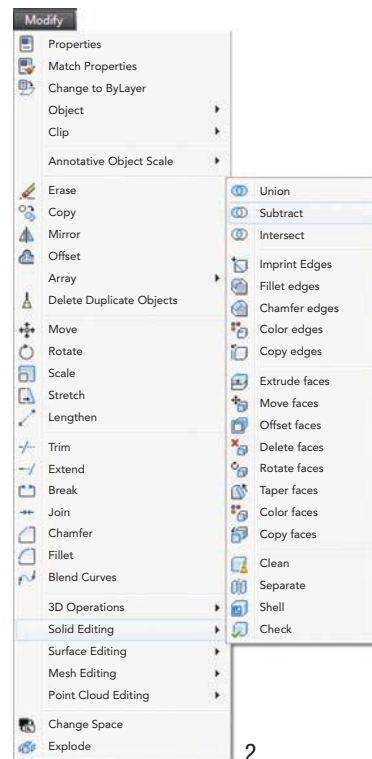 Modify
Properties
Match Properties
Change to ByLayer
Object
Clip
Annotative Object Scale
Erase
Copy
Mirror
Offset
Array
Delete Duplicate Objects
Move
Rotate
Scale
Stretch
Lengthen
Trim
Extend
Break
Join
Chamfer
Fillet
Blend Curves
3D Operations
Solid Editing
Surface Editing
Mesh Editing
Point Cloud Editing
Change Space
Explode
Union
Subtract
Intersect
Imprint Edges
Fillet edges
Chamfer edges
Color edges
Copy edges
Extrude faces
Move faces
Offset faces
Delete faces
Rotate faces
Taper faces
Color faces
Copy faces
Clean
Separate
Shell
Check
2